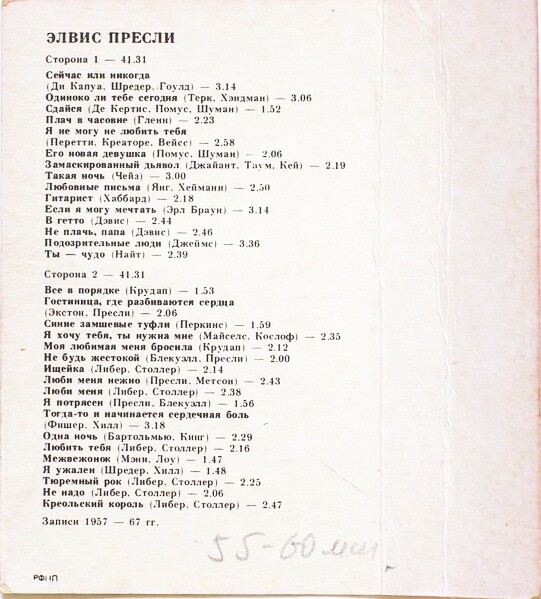 ЭЛВИС ПРЕСЛИ
Сторона 1 — 41.31
Сейчас или никогда
(Ди Капуа, Шредер, Гоулд) — 3.14
Одиноко ли тебе сегодня (Терк, Хэндман) — 3.06
Сдайся (Де Кертис, Помус, Шуман) — 1.52
Плач в часовне (Гленн) — 2.23
Я не могу не любить тебя
(Перетти, Креаторе, Вейсс) — 2.58
Его новая девушка (Помус, Шуман) — 2.06
Замаскированный дьявол (Джайант, Таум, Кей) — 2.19
Такая ночь (Чейз) — 3.00
Любовные письма (Янг, Хеймани) — 2.50
Гитарист (Хаббард) — 2.18
Если я могу мечтать (Эрл Браун) — 3.14
В гетто (Дэвис) — 2.44
Не плачь, папа (Дэвис) — 2.46
Подозрительные люди (Джеймс) — 3.36
Ты — чудо (Найт) — 2.39
Сторона 2 — 41.31
Все в порядке (Крудап) — 1.53
Гостиница, где разбиваются сердца
(Экстон, Пресли) — 2.06
Синие замшевые туфли (Перкинс) — 1.59
Я хочу тебя, ты нужна мне (Майселс, Кослоф) — 2.35
Моя любимая меня бросила (Крудап) — 2.12
Не будь жестокой (Блекуэлл, Пресли) — 2.00
Ищейка (Либер, Столлер) — 2.14
Люби меня нежно (Пресли, Метсон) — 2.43
Люби меня (Либер, Столлер) — 2.38
Я потрясен (Пресли, Блекуэлл) — 1.56
Тогда-то и начинается сердечная боль
(Фишер, Хилл) — 3.18
Одна ночь (Бартольмью, Кинг) — 2.29
Любить тебя (Либер, Столлер) — 2.16
Межвежонок (Мэнн, Лоу) — 1.47
Я ужален (Шредер, Хилл) — 1.48
Тюремный рок (Либер, Столлер) — 2.25
Не надо (Либер, Столлер) — 2.06
Креольский король (Либер, Столлер) — 2.47
Записи 1957 — 67 гг.
55-60 мин